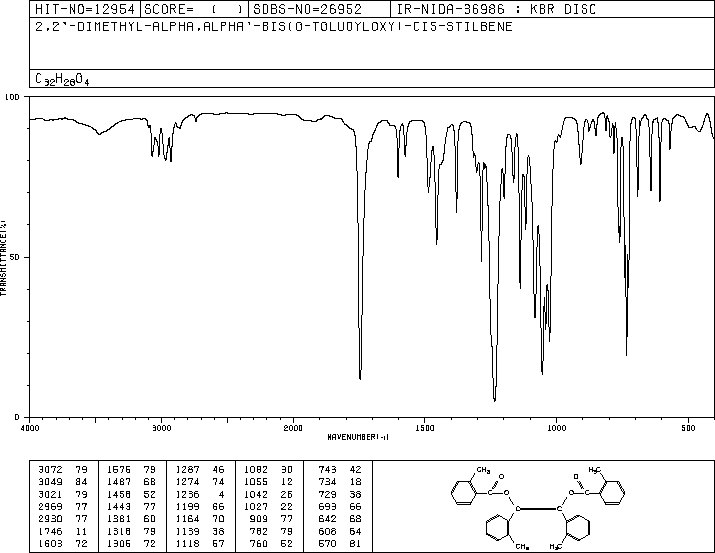 HIT-NO=12954 SCORE= ( ) SDBS-NO=26952 IR-NIDA-36986 : KBR DISC
2,2'-DIMETHYL-ALPHA,ALPHA'-BIS(O-TOLUOYLOXY)-CIS-STILBENE
C32H28O4
100
50
0
TRANSMITTANCE(%)
4000 3000 2000 1500 1000 500
WAVENUMBER(-1)
3072 79 1576 79 1287 46 1082 30 743 42
3049 84 1487 68 1274 74 1055 12 734 18
3021 79 1458 52 1236 4 1042 26 729 38
2969 77 1443 77 1199 66 1027 22 693 66
2930 77 1381 60 1164 70 909 77 642 68
1746 11 1318 79 1139 38 782 79 608 64
1603 72 1306 72 1118 57 760 52 570 81
CH3 CH3
O O
C O O C
C C
CH3 CH3